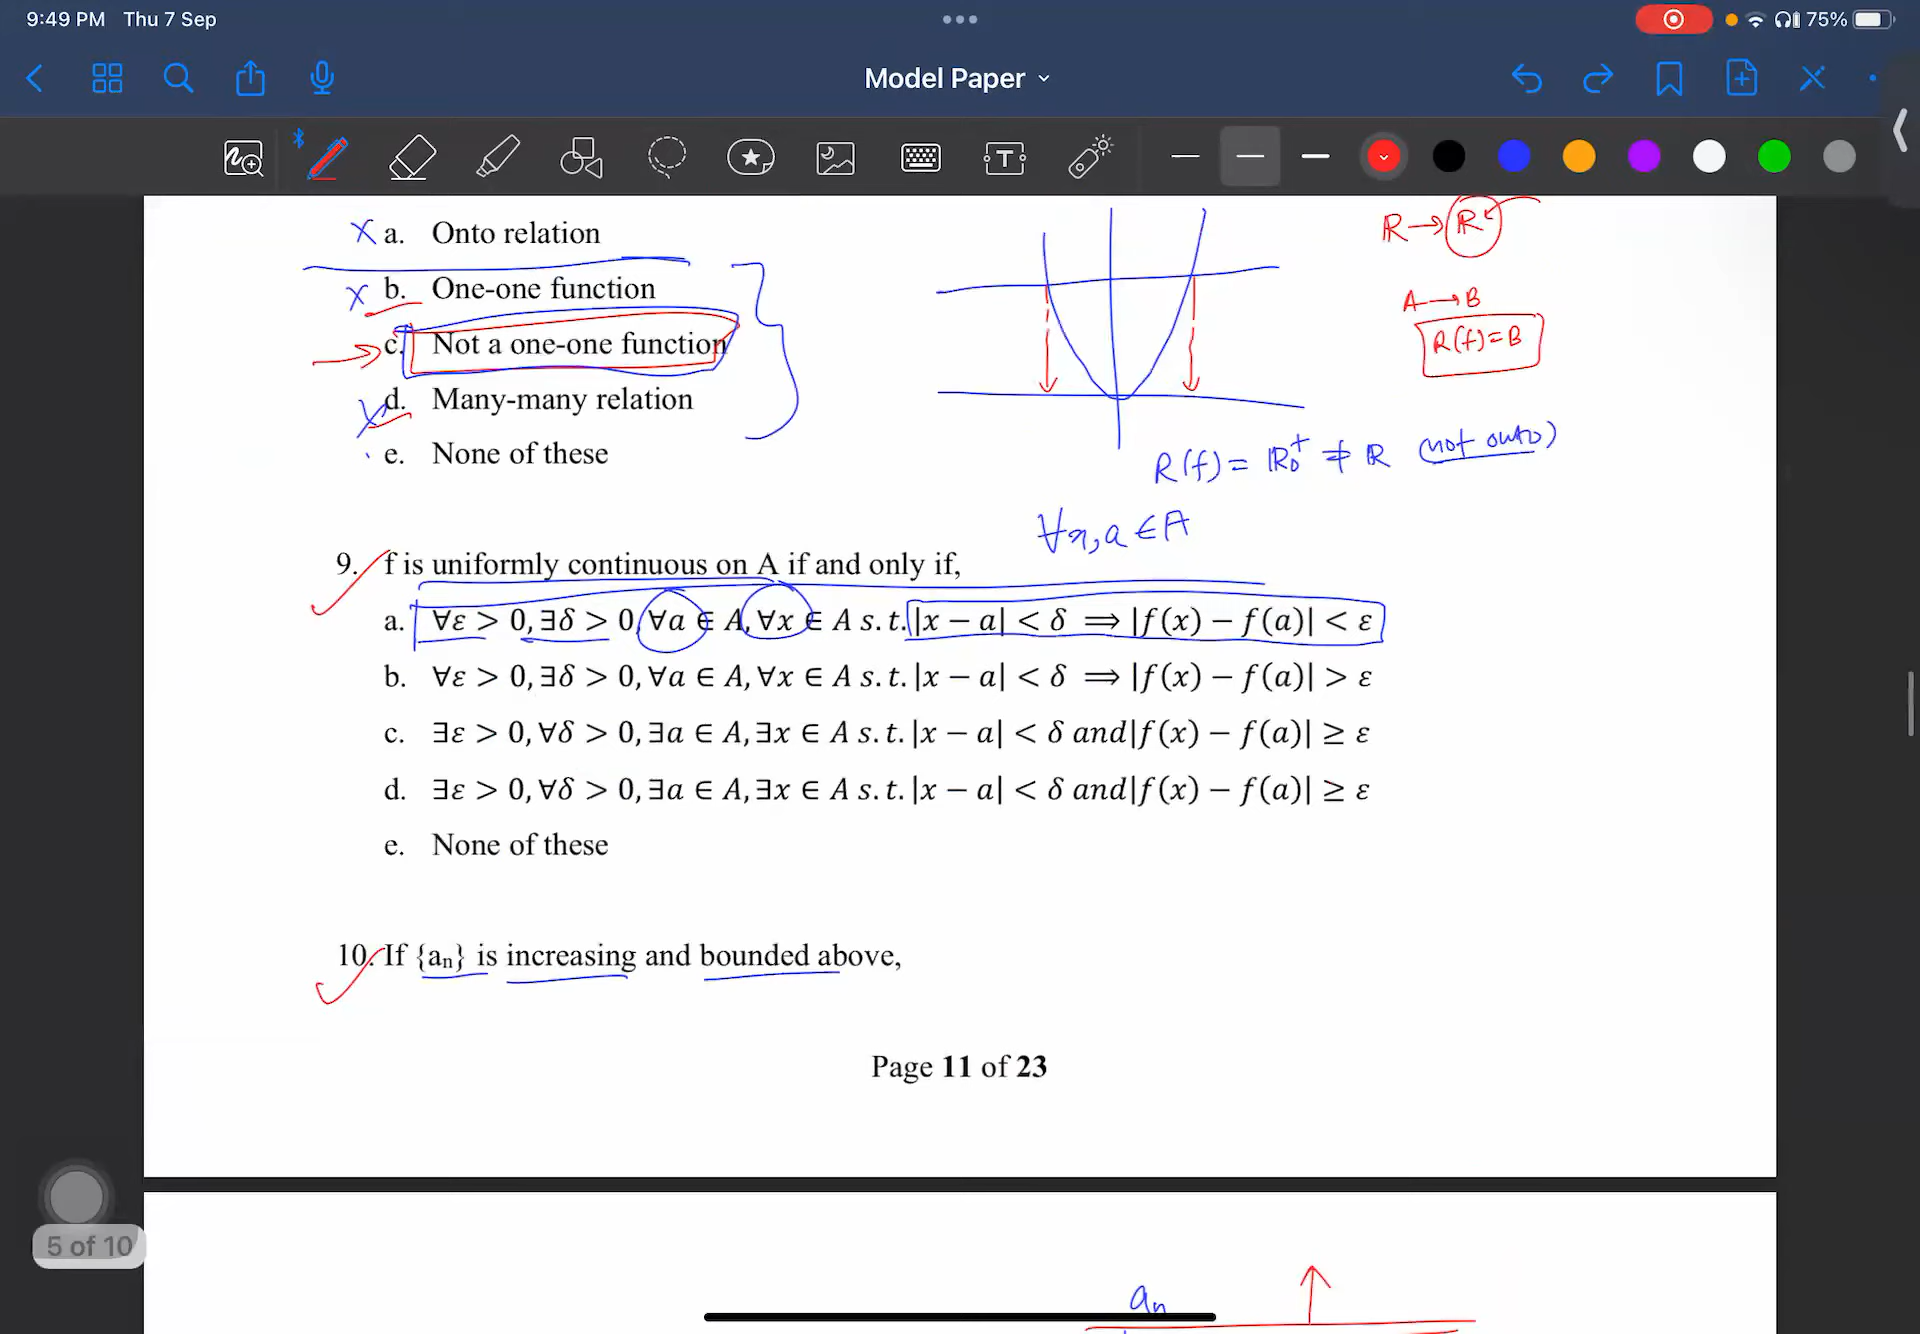 9:49 PM Thu 7 Sep
75%
Model Paper
X a. Onto relation
X b. One-one function
c. Not a one-one function
X d. Many-many relation
e. None of these
ℝ → ℝ
A → B
R(f) = B
R(f) = ℝ₀⁺ ≠ ℝ (not onto)
∀x, a ∈ A
9. f is uniformly continuous on A if and only if,
a. ∀ε > 0, ∃δ > 0, ∀a ∈ A, ∀x ∈ A s.t. |x − a| < δ ⟹ |f(x) − f(a)| < ε
b. ∀ε > 0, ∃δ > 0, ∀a ∈ A, ∀x ∈ A s.t. |x − a| < δ ⟹ |f(x) − f(a)| > ε
c. ∃ε > 0, ∀δ > 0, ∃a ∈ A, ∃x ∈ A s.t. |x − a| < δ and|f(x) − f(a)| ≥ ε
d. ∃ε > 0, ∀δ > 0, ∃a ∈ A, ∃x ∈ A s.t. |x − a| < δ and|f(x) − f(a)| ≥ ε
e. None of these
10. If {aₙ} is increasing and bounded above,
Page 11 of 23
5 of 10
aₙ